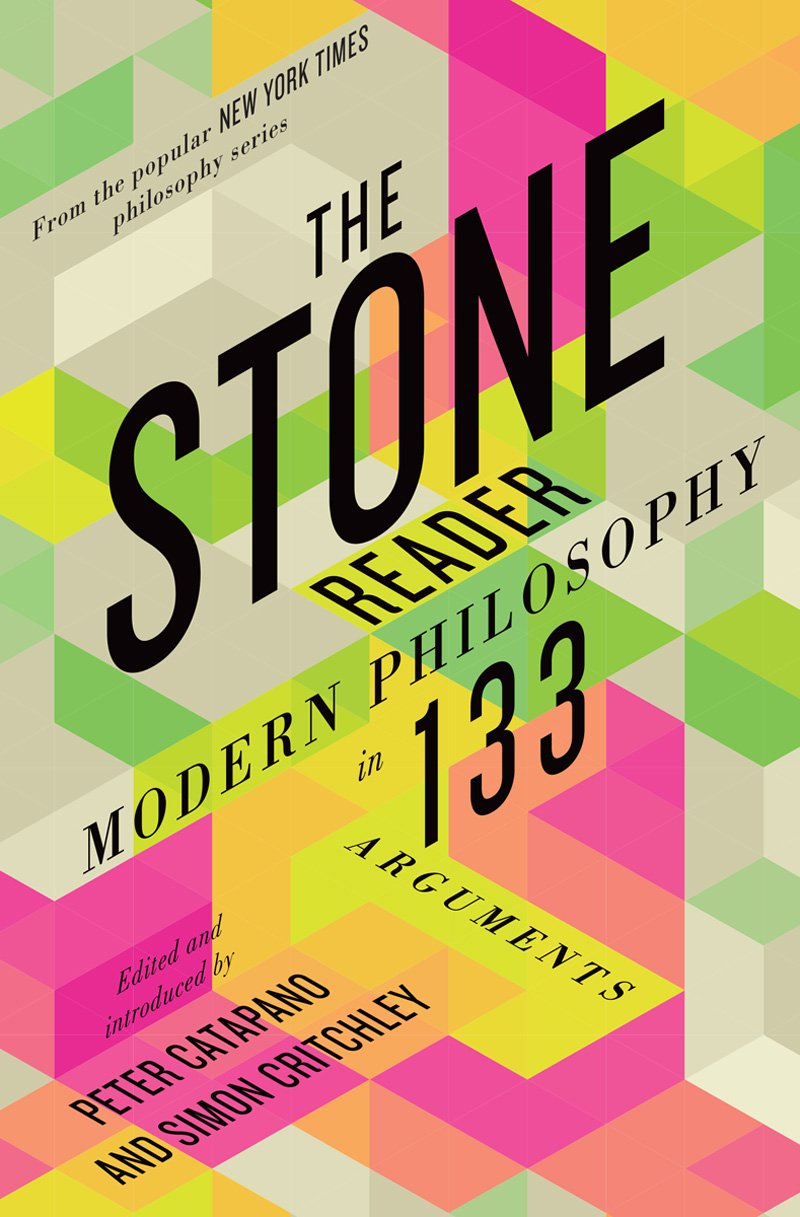 From the popular NEW YORK TIMES
philosophy series
THE
STONE
READER
MODERN PHILOSOPHY
in 133
ARGUMENTS
Edited and
introduced by
PETER CATAPANO
AND SIMON CRITCHLEY